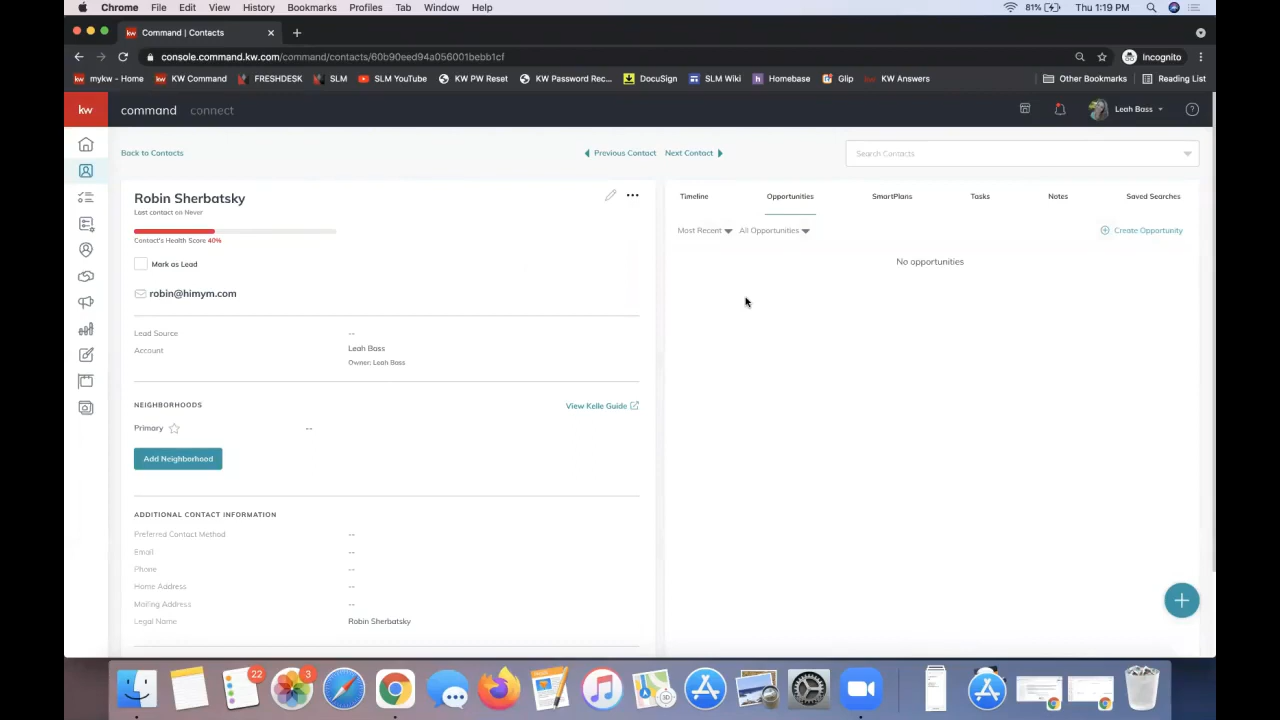 Chrome File Edit View History Bookmarks Profiles Tab Window Help 81% Thu 1:19 PM
Command | Contacts
console.command.kw.com/command/contacts/60b90eed94a056001bebb1cf Incognito
mykw - Home KW Command FRESHDESK SLM SLM YouTube KW PW Reset KW Password Rec... DocuSign SLM Wiki Homebase Glip KW Answers Other Bookmarks Reading List
kw command connect Leah Bass
Back to Contacts Previous Contact Next Contact Search Contacts
Robin Sherbatsky
Last contact on Never
Contact's Health Score 40%
Mark as Lead
robin@himym.com
Lead Source --
Account Leah Bass
Owner: Leah Bass
NEIGHBORHOODS View Kelle Guide
Primary --
Add Neighborhood
ADDITIONAL CONTACT INFORMATION
Preferred Contact Method --
Email --
Phone --
Home Address --
Mailing Address --
Legal Name Robin Sherbatsky
Timeline Opportunities SmartPlans Tasks Notes Saved Searches
Most Recent All Opportunities Create Opportunity
No opportunities
22 3